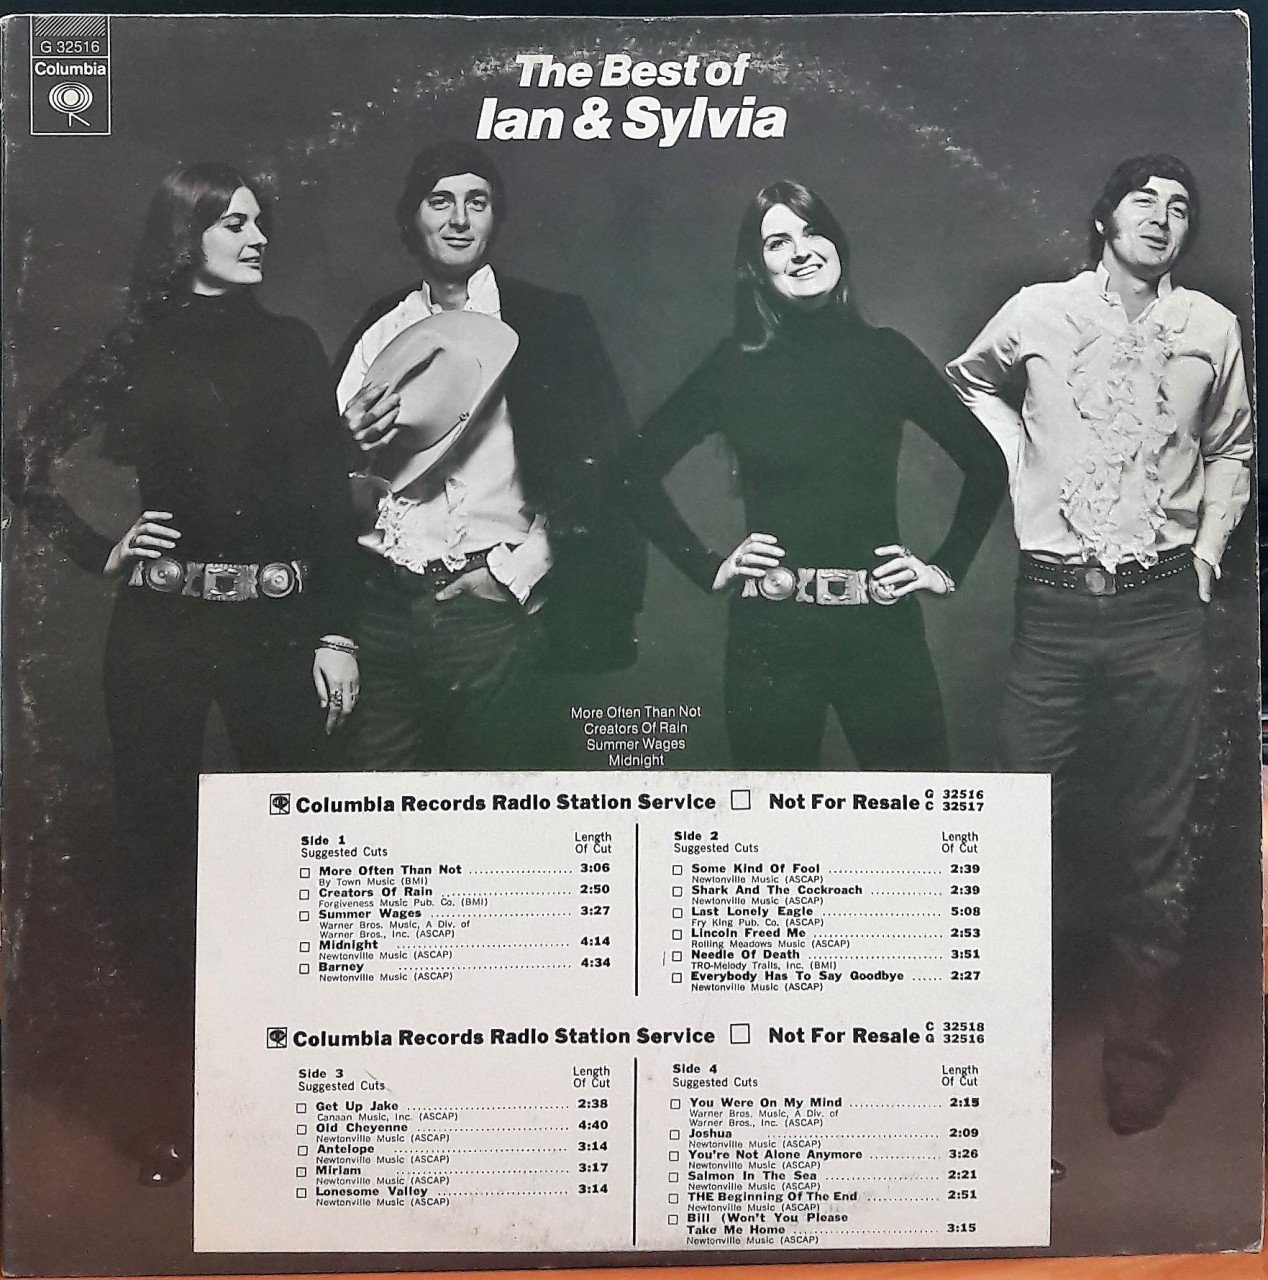 G 32516
Columbia
The Best of
Ian & Sylvia
More Often Than Not
Creators Of Rain
Summer Wages
Midnight
Columbia Records Radio Station Service Not For Resale G 32516
C 32517
Side 1 Length
Suggested Cuts Of Cut
More Often Than Not 3:06
By Town Music (BMI)
Creators Of Rain 2:50
Forgiveness Music Pub. Co. (BMI)
Summer Wages 3:27
Warner Bros. Music, A Div. of
Warner Bros., Inc. (ASCAP)
Midnight 4:14
Newtonville Music (ASCAP)
Barney 4:34
Newtonville Music (ASCAP)
Side 2 Length
Suggested Cuts Of Cut
Some Kind Of Fool 2:39
Newtonville Music (ASCAP)
Shark And The Cockroach 2:39
Newtonville Music (ASCAP)
Last Lonely Eagle 5:08
Fry King Pub. Co. (ASCAP)
Lincoln Freed Me 2:53
Rolling Meadows Music (ASCAP)
Needle Of Death 3:51
TRO-Melody Trails, Inc. (BMI)
Everybody Has To Say Goodbye 2:27
Newtonville Music (ASCAP)
Columbia Records Radio Station Service Not For Resale C 32518
G 32516
Side 3 Length
Suggested Cuts Of Cut
Get Up Jake 2:38
Canaan Music, Inc. (ASCAP)
Old Cheyenne 4:40
Newtonville Music (ASCAP)
Antelope 3:14
Newtonville Music (ASCAP)
Miriam 3:17
Newtonville Music (ASCAP)
Lonesome Valley 3:14
Newtonville Music (ASCAP)
Side 4 Length
Suggested Cuts Of Cut
You Were On My Mind 2:15
Warner Bros. Music, A Div. of
Warner Bros., Inc. (ASCAP)
Joshua 2:09
Newtonville Music (ASCAP)
You're Not Alone Anymore 3:26
Newtonville Music (ASCAP)
Salmon In The Sea 2:21
Newtonville Music (ASCAP)
THE Beginning Of The End 2:51
Newtonville Music (ASCAP)
Bill (Won't You Please
Take Me Home 3:15
Newtonville Music (ASCAP)